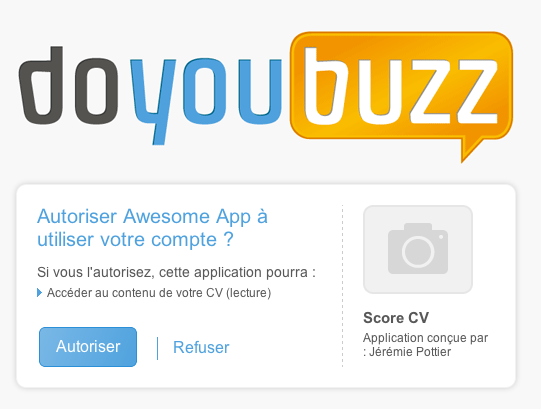 doyoubuzz
Autoriser Awesome App à
utiliser votre compte ?
Si vous l'autorisez, cette application pourra :
Accéder au contenu de votre CV (lecture)
Autoriser
Refuser
Score CV
Application conçue par
: Jérémie Pottier